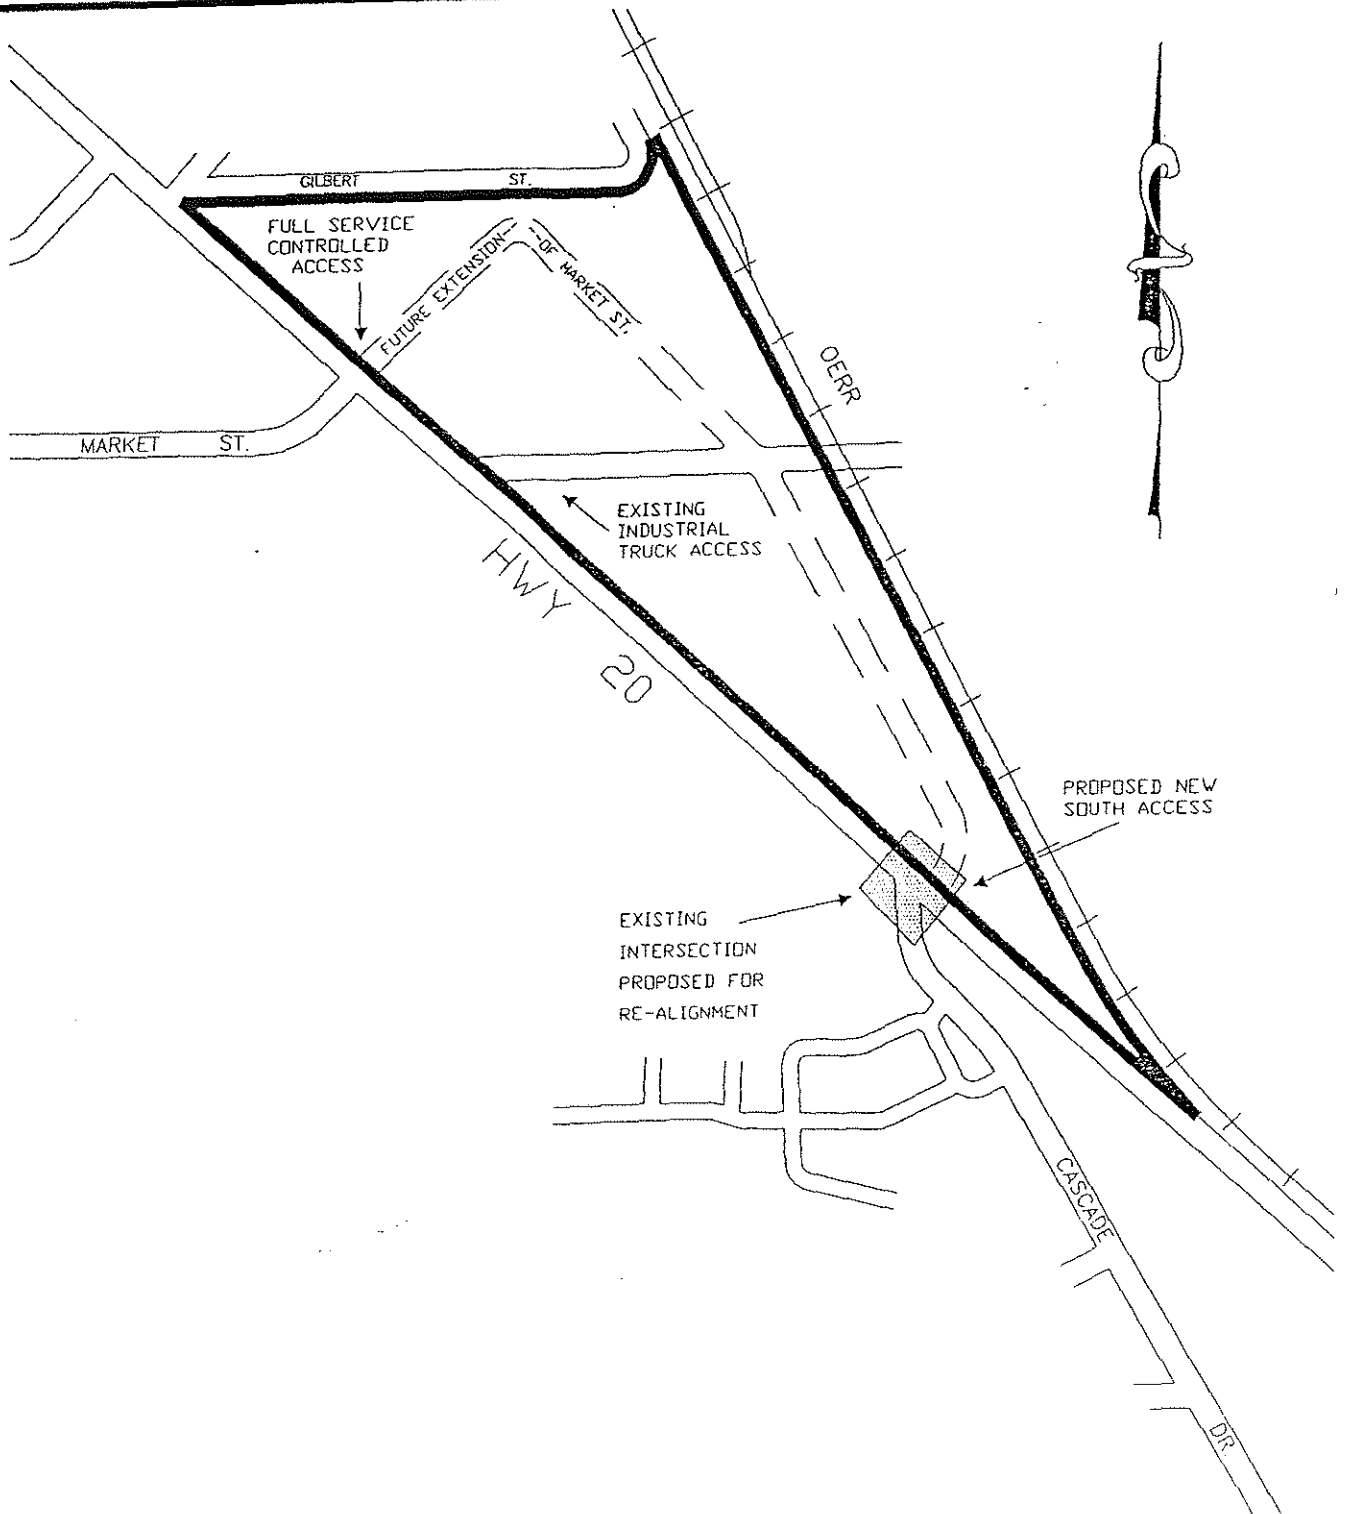 GILBERT ST.
FULL SERVICE
CONTROLLED
ACCESS
FUTURE EXTENSION
OF MARKET ST.
OERR
MARKET ST.
EXISTING
INDUSTRIAL
TRUCK ACCESS
HWY 20
PROPOSED NEW
SOUTH ACCESS
EXISTING
INTERSECTION
PROPOSED FOR
RE-ALIGNMENT
CASCADE DR.